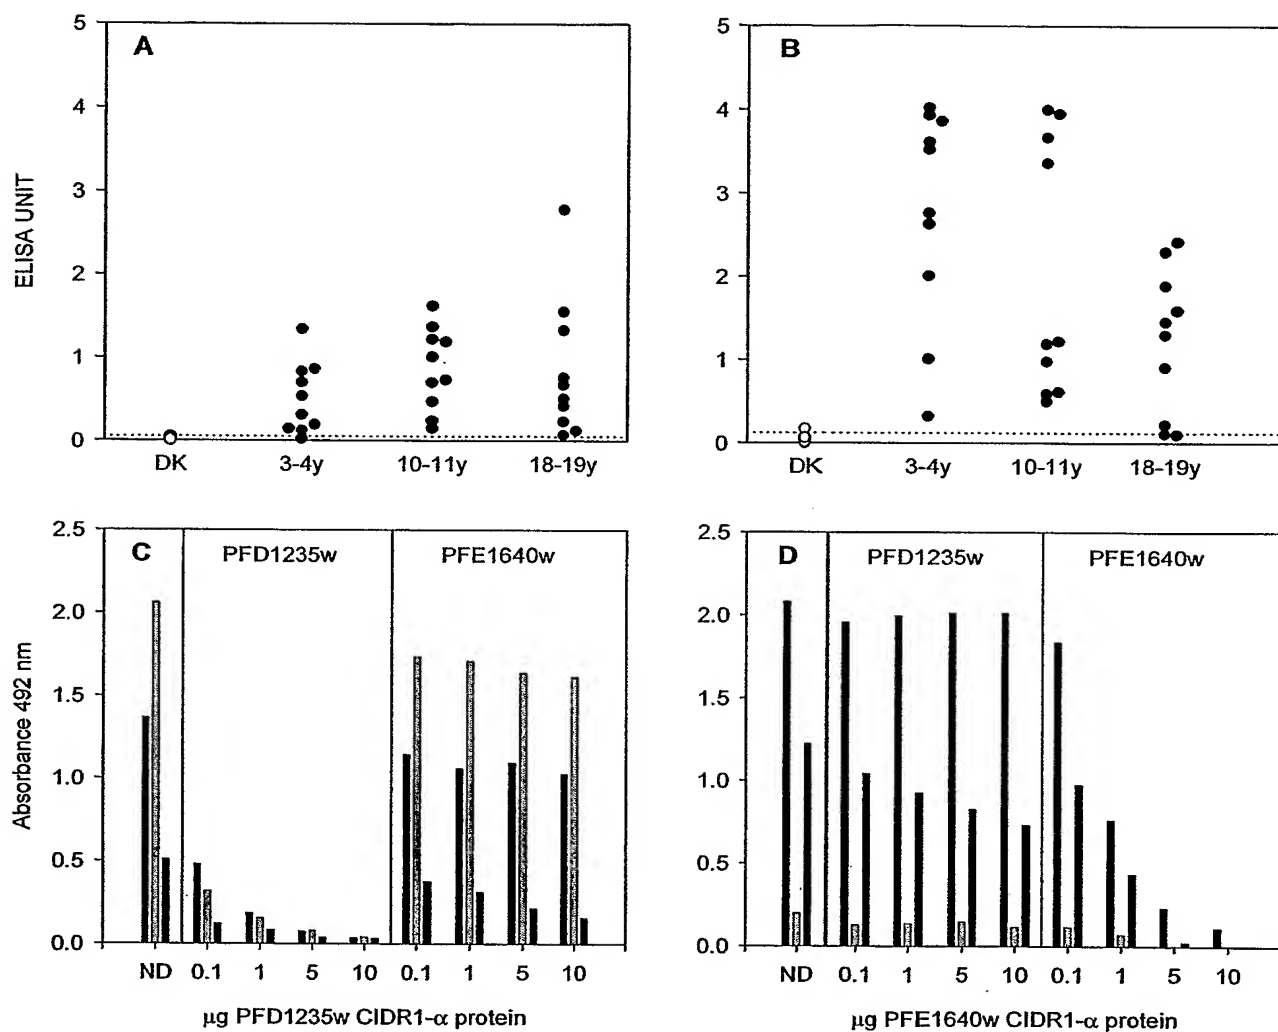 A
B
5
4
3
2
1
0
ELISA UNIT
DK
3-4y
10-11y
18-19y
5
4
3
2
1
0
DK
3-4y
10-11y
18-19y
C
PFD1235w
PFE1640w
2.5
2.0
1.5
1.0
0.5
0.0
Absorbance 492 nm
ND 0.1 1 5 10 0.1 1 5 10
μg PFD1235w CIDR1-α protein
D
PFD1235w
PFE1640w
2.5
2.0
1.5
1.0
0.5
0.0
ND 0.1 1 5 10 0.1 1 5 10
μg PFE1640w CIDR1-α protein